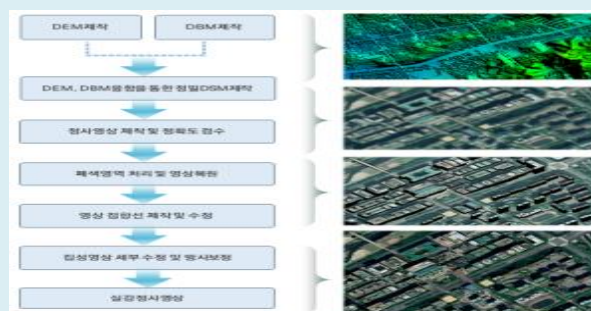 DEM제작
DBM제작
DEM, DBM융합을 통한 정밀DSM제작
정사영상 제작 및 정확도 검수
폐색영역 처리 및 영상복원
영상 접합선 제작 및 수정
집성영상 세부 수정 및 방사보정
실감정사영상